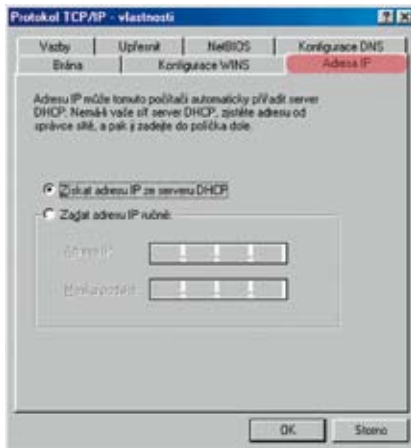 Protokol TCP/IP - vlastnosti
Vazby Upřesnit NetBIOS Konfigurace DNS
Brána Konfigurace WINS Adresa IP
Adresu IP může tomuto počítači automaticky přiřadit server
DHCP. Nemá-li vaše síť server DHCP, zjistěte adresu od
správce sítě, a pak ji zadejte do políčka dole.
Získat adresu IP ze serveru DHCP
Zadat adresu IP ručně:
Adresa IP:
Maska podsítě:
OK Storno